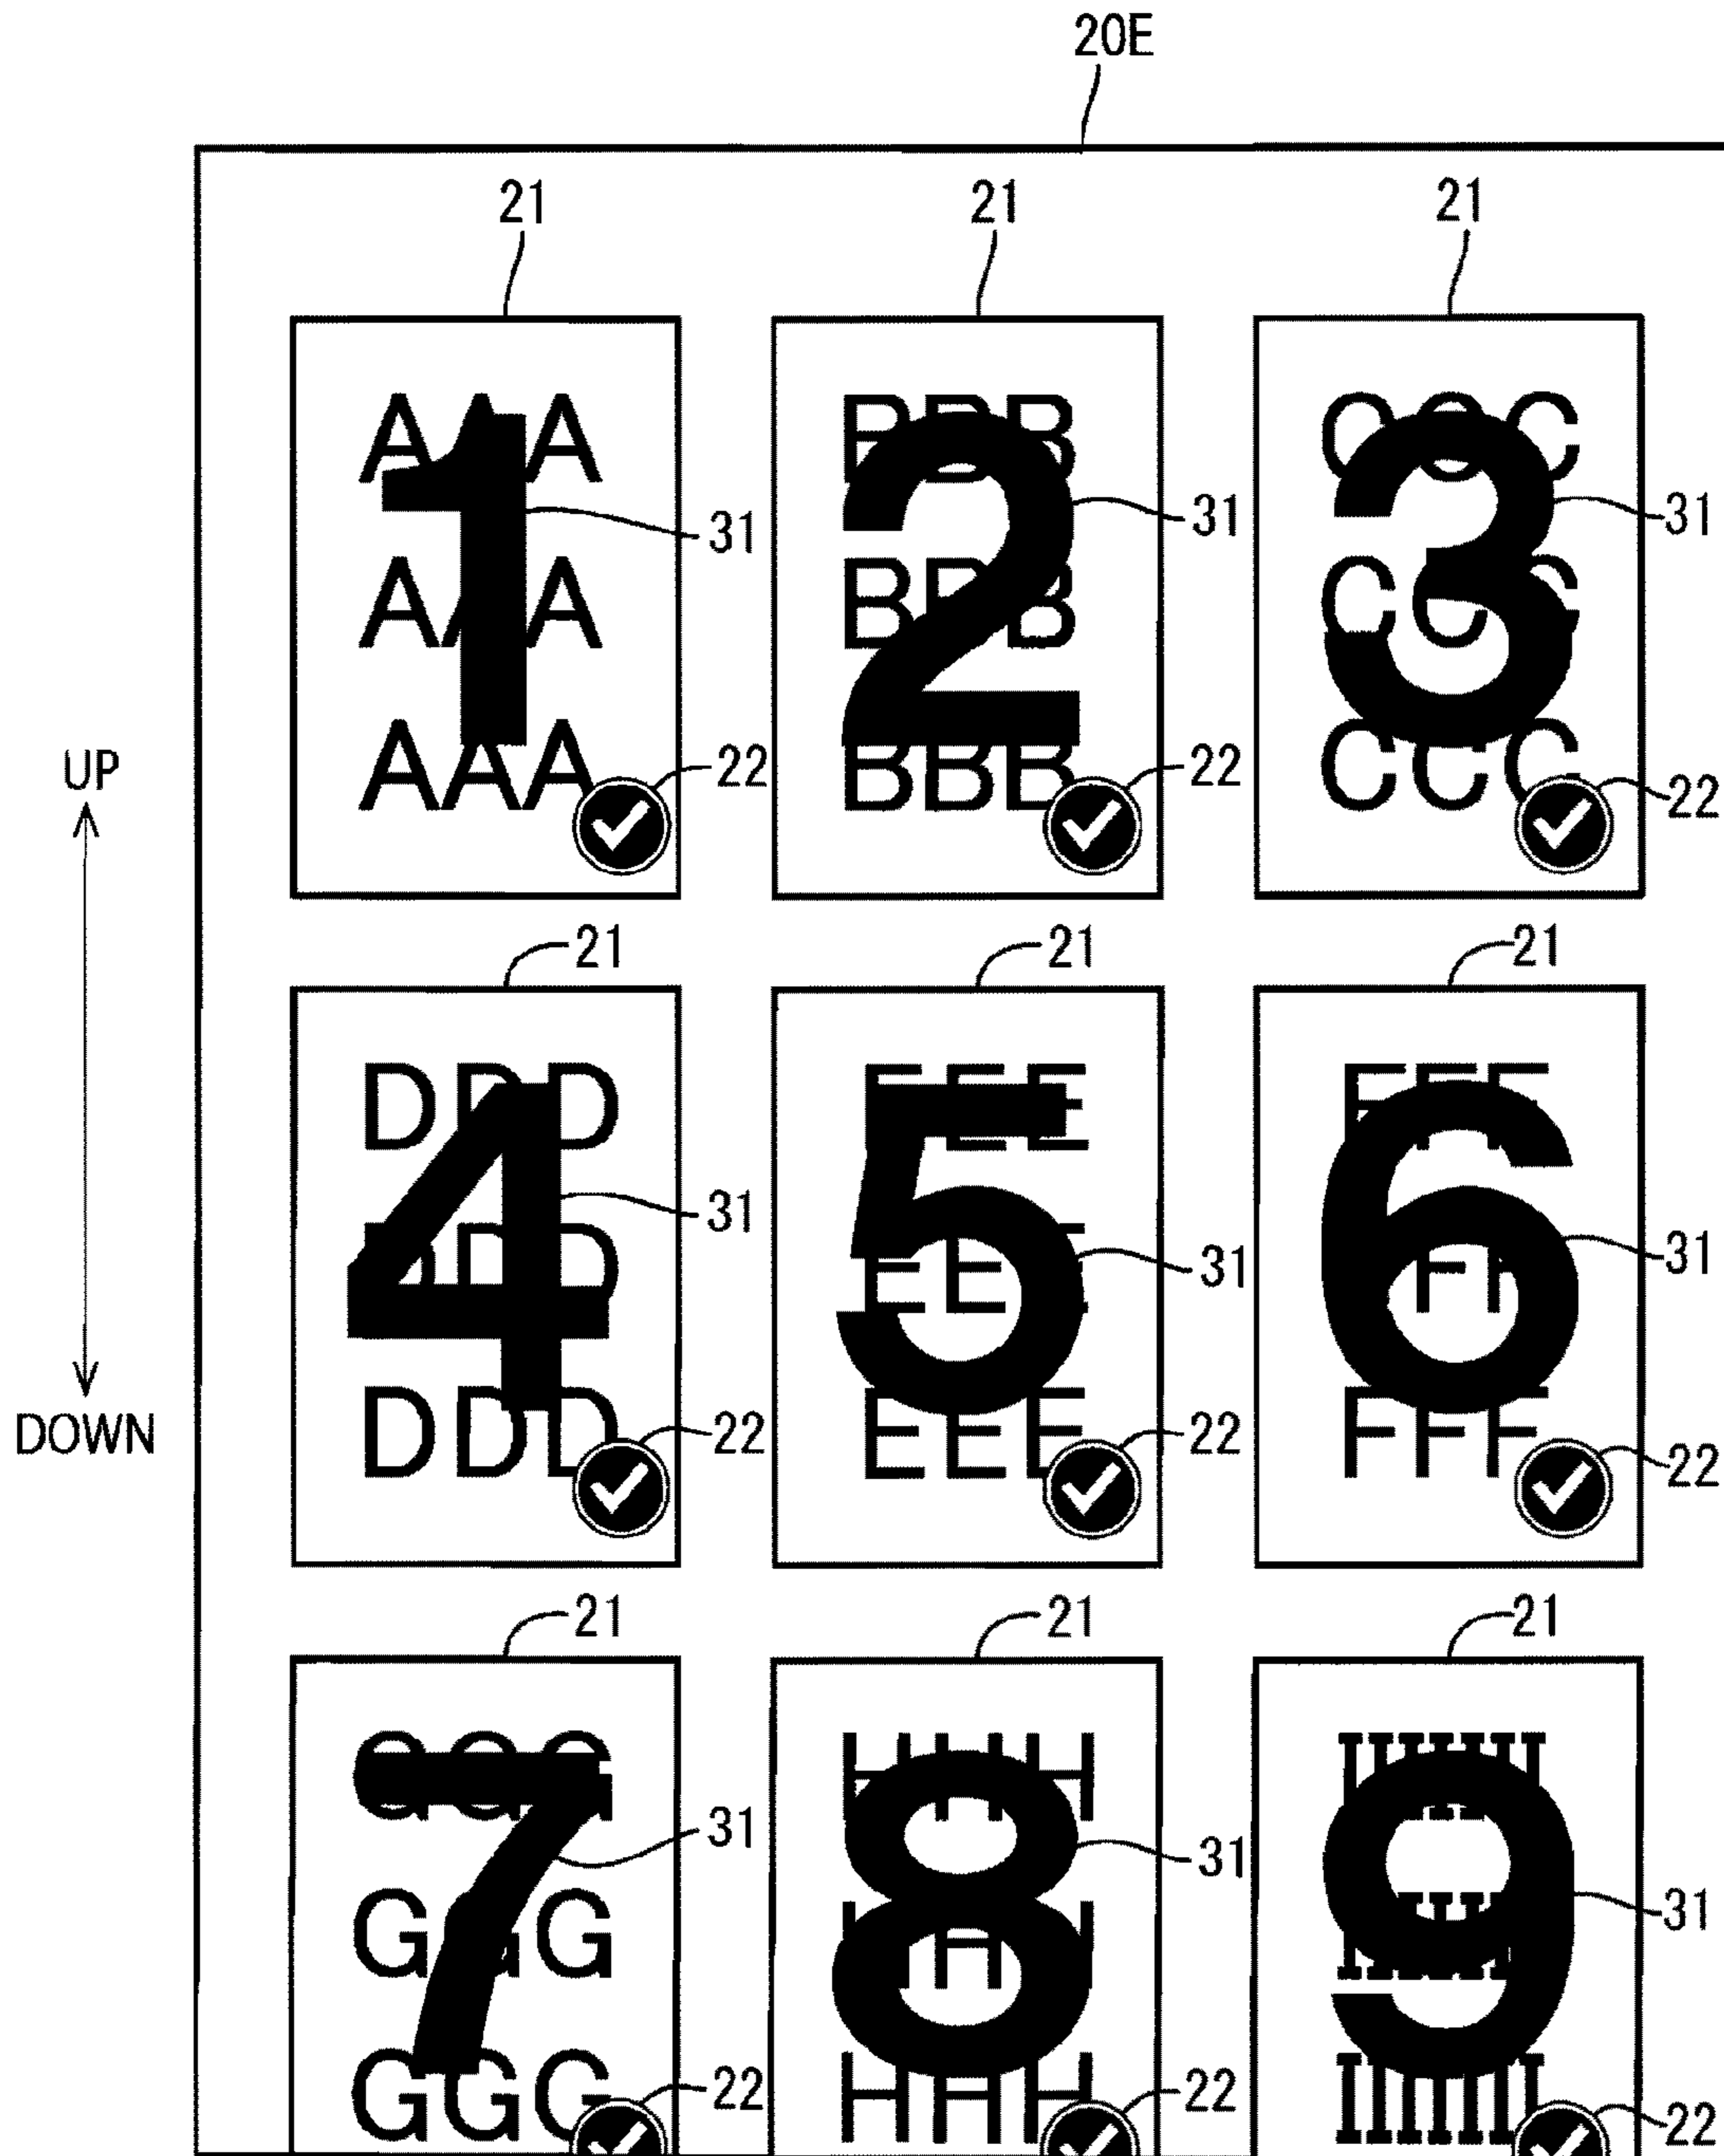 20E
21 21 21
AAA BBB CCC
1 2 3
31 31 31
AAA BBB CCC
AAA BBB CCC
22 22 22
UP
21 21 21
DDD EEE FFF
4 5 6
31 31 31
DDD EEE FFF
DDD EEE FFF
22 22 22
DOWN
21 21 21
GGG HHH IIIIIII
7 8 9
31 31 31
GGG HHH
GGG HHH IIIIIII
22 22 22